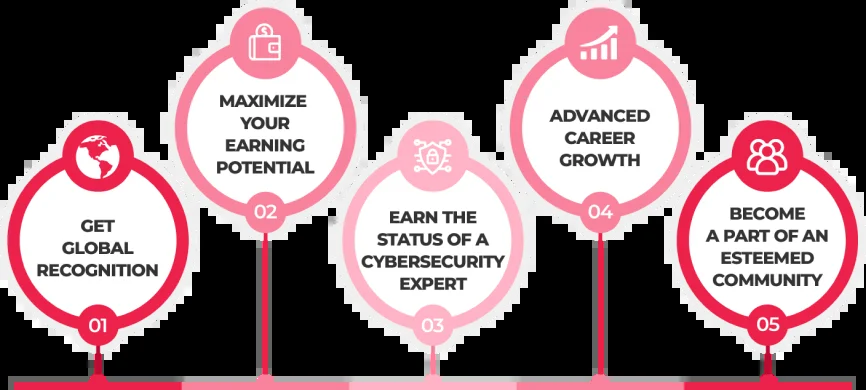 GET
GLOBAL
RECOGNITION
01
$
MAXIMIZE
YOUR
EARNING
POTENTIAL
02
EARN THE
STATUS OF A
CYBERSECURITY
EXPERT
03
ADVANCED
CAREER
GROWTH
04
BECOME
A PART OF AN
ESTEEMED
COMMUNITY
05